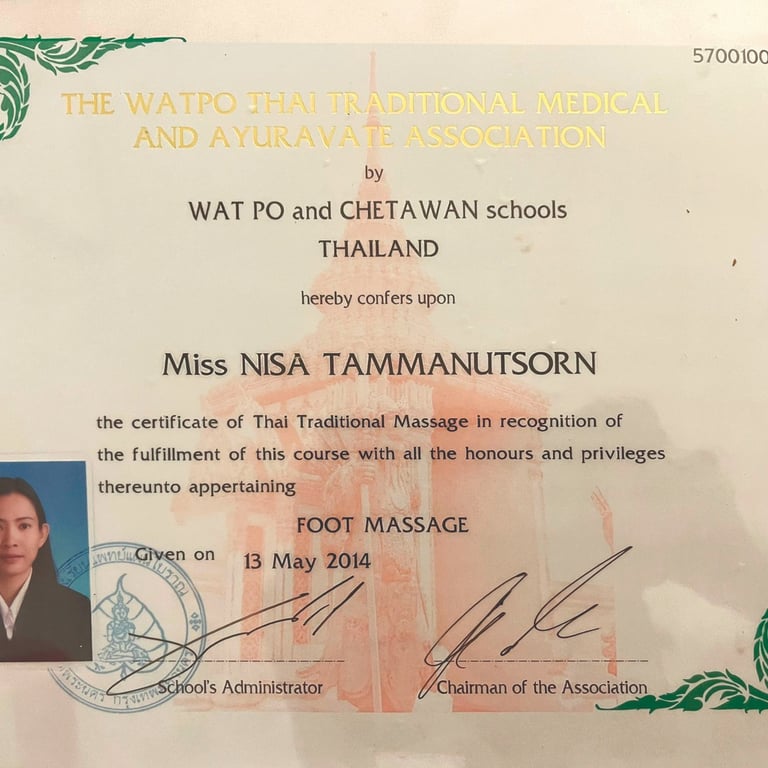 5700100
THE WATPO THAI TRADITIONAL MEDICAL
AND AYURAVATE ASSOCIATION
by
WAT PO and CHETAWAN schools
THAILAND
hereby confers upon
Miss NISA TAMMANUTSORN
the certificate of Thai Traditional Massage in recognition of
the fulfillment of this course with all the honours and privileges
thereunto appertaining
FOOT MASSAGE
Given on 13 May 2014
School's Administrator
Chairman of the Association